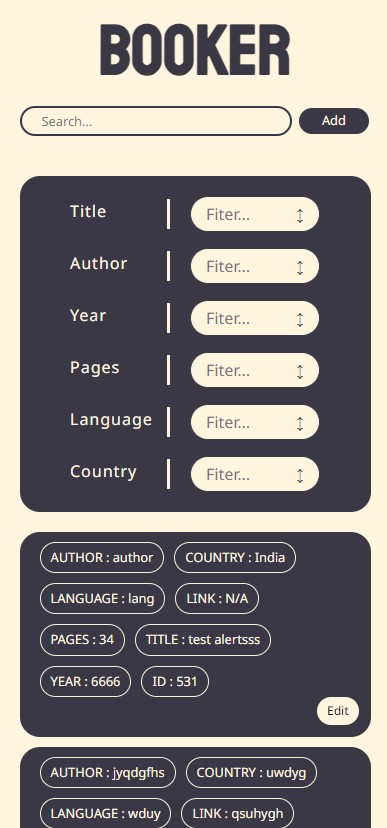 BOOKER
Search...
Add
Title
Fiter...
Author
Fiter...
Year
Fiter...
Pages
Fiter...
Language
Fiter...
Country
Fiter...
AUTHOR : author
COUNTRY : India
LANGUAGE : lang
LINK : N/A
PAGES : 34
TITLE : test alertsss
YEAR : 6666
ID : 531
Edit
AUTHOR : jyqdgfhs
COUNTRY : uwdyg
LANGUAGE : wduy
LINK : qsuhygh